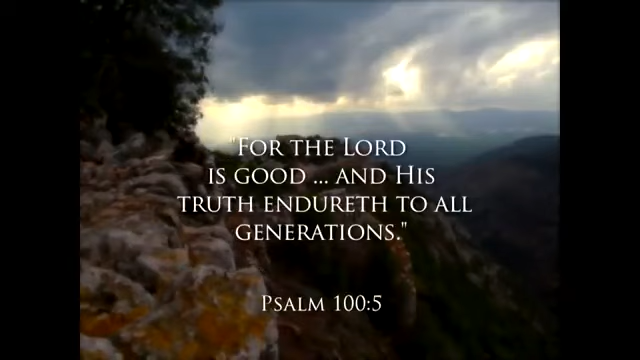 "For the Lord
is good ... and His
truth endureth to all
generations."
Psalm 100:5